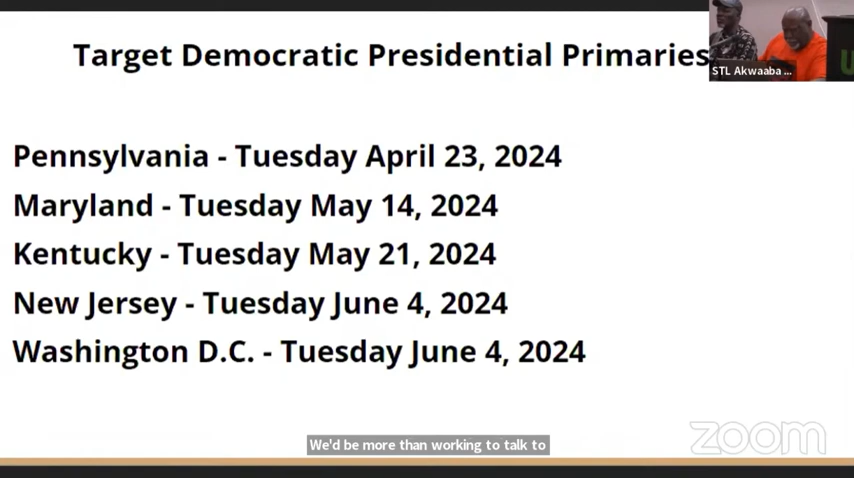 Target Democratic Presidential Primaries
STL Akwaaba ...
Pennsylvania - Tuesday April 23, 2024
Maryland - Tuesday May 14, 2024
Kentucky - Tuesday May 21, 2024
New Jersey - Tuesday June 4, 2024
Washington D.C. - Tuesday June 4, 2024
We'd be more than working to talk to
zoom